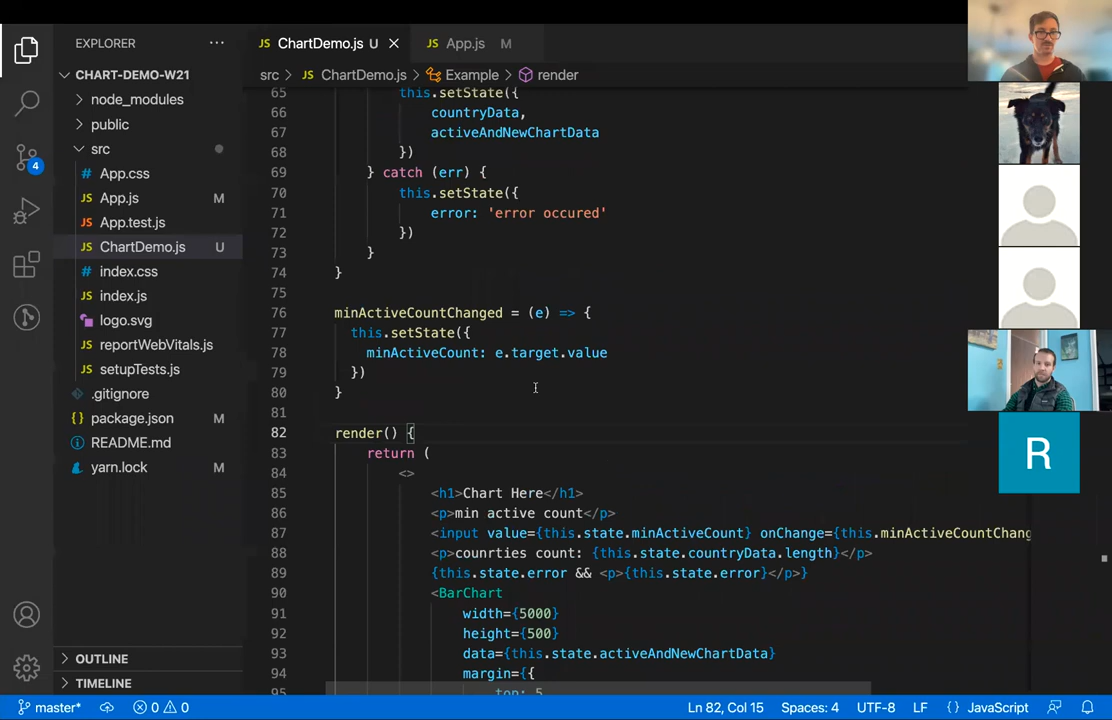 EXPLORER
CHART-DEMO-W21
node_modules
public
src
App.css
App.js M
App.test.js
ChartDemo.js U
index.css
index.js
logo.svg
reportWebVitals.js
setupTests.js
.gitignore
package.json M
README.md
yarn.lock M
OUTLINE
TIMELINE
4
ChartDemo.js U
App.js M
src > ChartDemo.js > Example > render
65 this.setState({
66 countryData,
67 activeAndNewChartData
68 })
69 } catch (err) {
70 this.setState({
71 error: 'error occured'
72 })
73 }
74 }
75
76 minActiveCountChanged = (e) => {
77 this.setState({
78 minActiveCount: e.target.value
79 })
80 }
81
82 render() {
83 return (
84 <>
85 <h1>Chart Here</h1>
86 <p>min active count</p>
87 <input value={this.state.minActiveCount} onChange={this.minActiveCountChang
88 <p>counrties count: {this.state.countryData.length}</p>
89 {this.state.error && <p>{this.state.error}</p>}
90 <BarChart
91 width={5000}
92 height={500}
93 data={this.state.activeAndNewChartData}
94 margin={{
95 top: 5
R
master* 0 0 Ln 82, Col 15 Spaces: 4 UTF-8 LF {} JavaScript